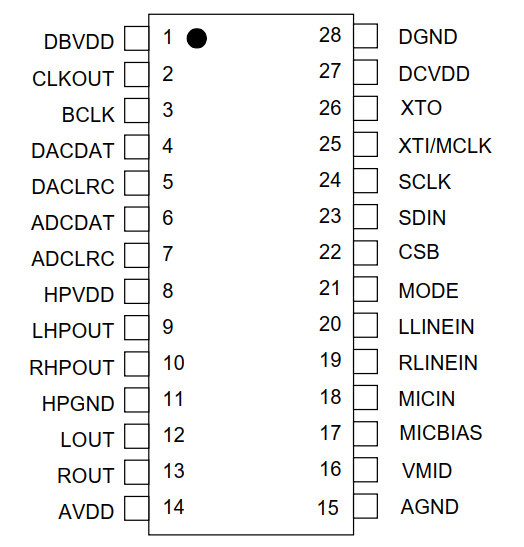 DBVDD 1 28 DGND
CLKOUT 2 27 DCVDD
BCLK 3 26 XTO
DACDAT 4 25 XTI/MCLK
DACLRC 5 24 SCLK
ADCDAT 6 23 SDIN
ADCLRC 7 22 CSB
HPVDD 8 21 MODE
LHPOUT 9 20 LLINEIN
RHPOUT 10 19 RLINEIN
HPGND 11 18 MICIN
LOUT 12 17 MICBIAS
ROUT 13 16 VMID
AVDD 14 15 AGND